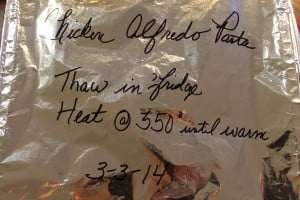 Chicken Alfredo Pasta
Thaw in 'fridge
Heat @ 350° until warm
3-3-14